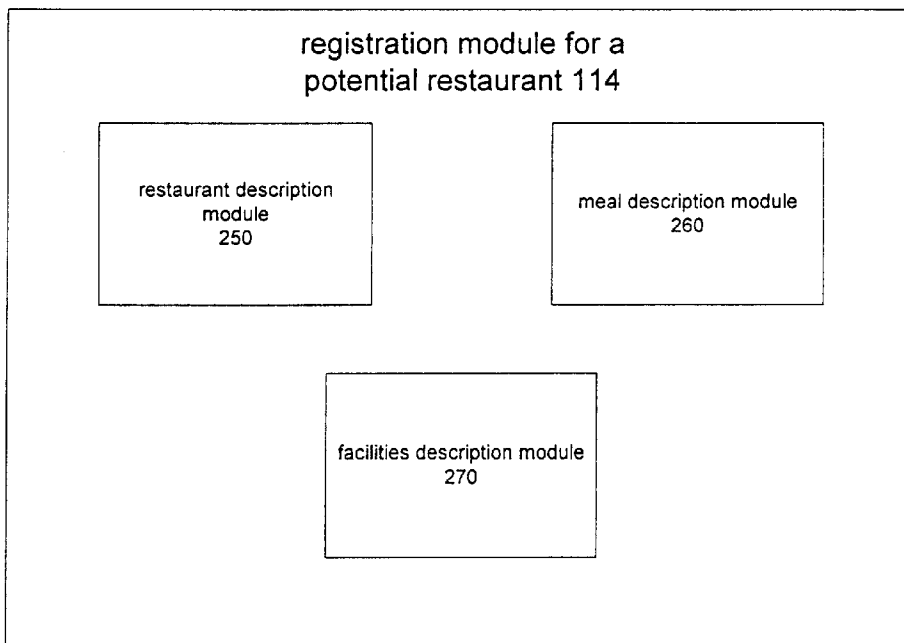 registration module for a
potential restaurant 114
restaurant description
module
250
meal description module
260
facilities description module
270